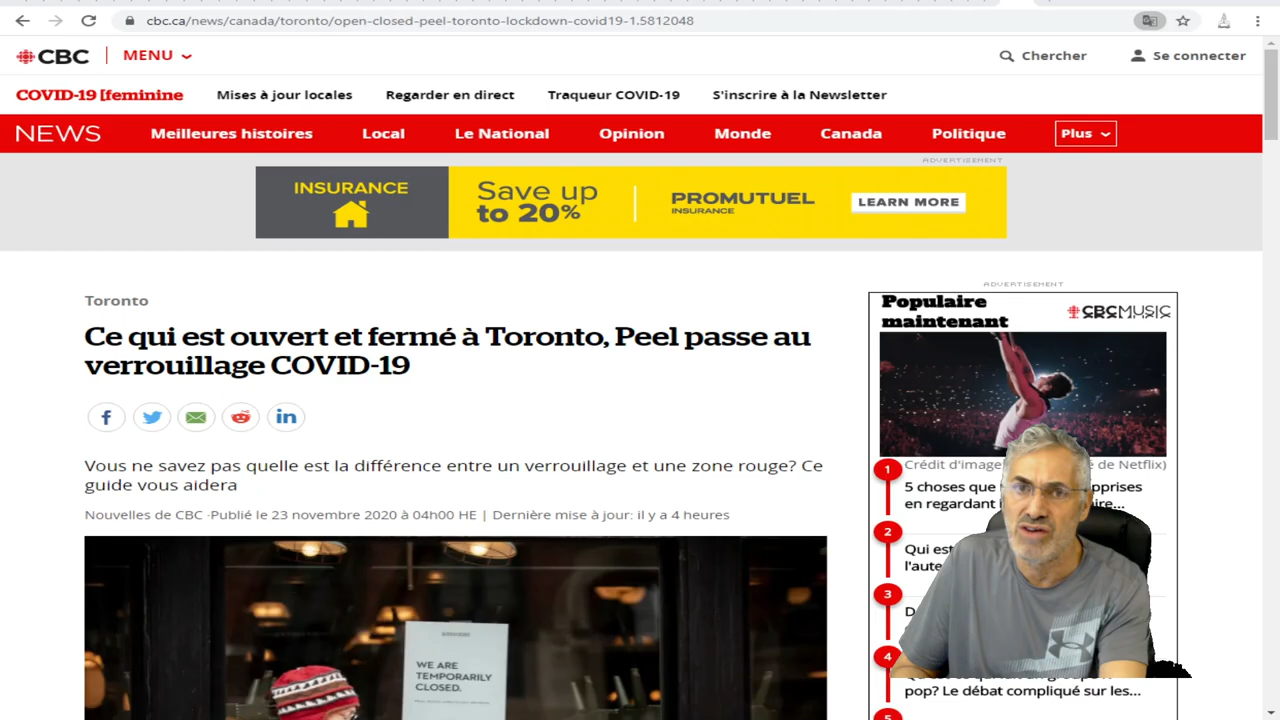 cbc.ca/news/canada/toronto/open-closed-peel-toronto-lockdown-covid19-1.5812048
CBC MENU Chercher Se connecter
COVID-19 [feminine Mises à jour locales Regarder en direct Traqueur COVID-19 S'inscrire à la Newsletter
NEWS Meilleures histoires Local Le National Opinion Monde Canada Politique Plus
ADVERTISEMENT
INSURANCE
Save up
to 20%
PROMUTUEL
INSURANCE
LEARN MORE
Toronto
Ce qui est ouvert et fermé à Toronto, Peel passe au
verrouillage COVID-19
Vous ne savez pas quelle est la différence entre un verrouillage et une zone rouge? Ce
guide vous aidera
Nouvelles de CBC ·Publié le 23 novembre 2020 à 04h00 HE | Dernière mise à jour: il y a 4 heures
WE ARE
TEMPORARILY
CLOSED.
ADVERTISEMENT
Populaire
maintenant
CBC MUSIC
Crédit d'image de Netflix)
1
5 choses que apprises
en regardant
2
Qui est
l'aute
3
4
pop? Le débat compliqué sur les...
5